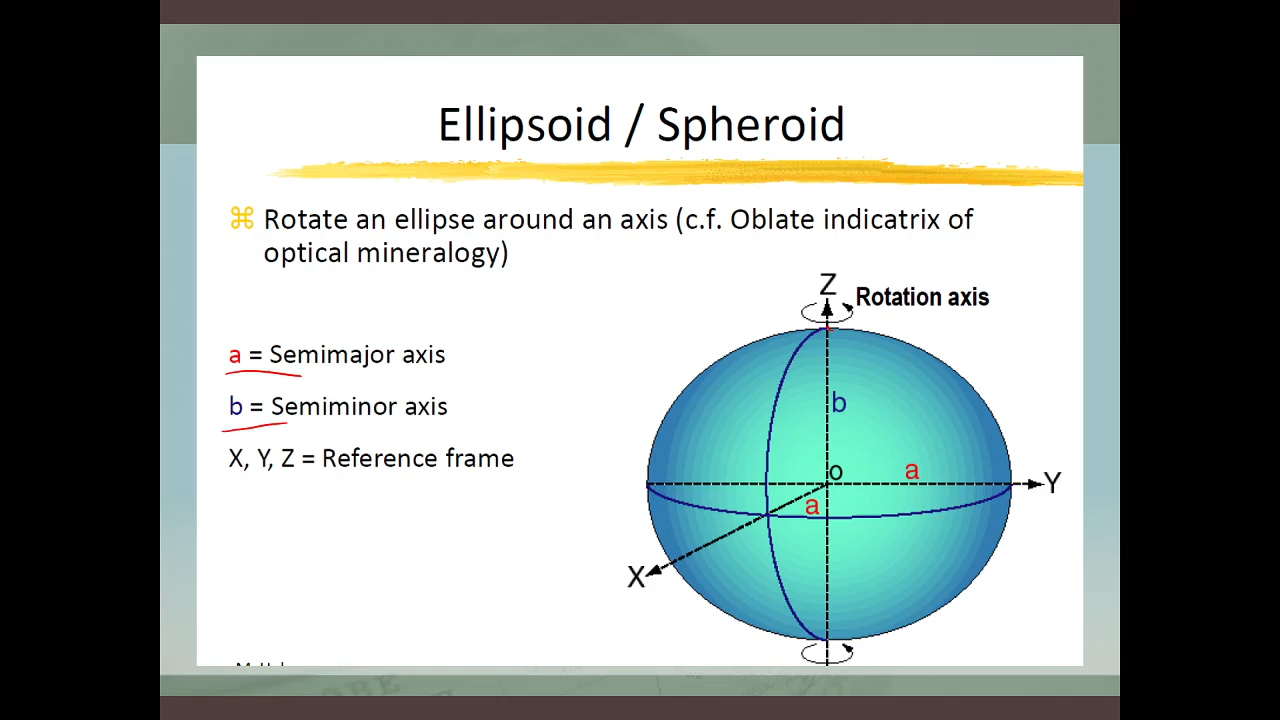 Ellipsoid / Spheroid
⌘ Rotate an ellipse around an axis (c.f. Oblate indicatrix of
optical mineralogy)
Z
Rotation axis
a = Semimajor axis
b = Semiminor axis
b
X, Y, Z = Reference frame
o
a
Y
a
X